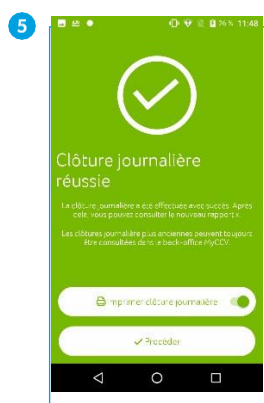 5
26% 11:48
Clôture journalière
réussie
La clôture journalière a été effectuée avec succès. Après
cela, vous pouvez consulter le nouveau rapport x.
Les clôtures journalière plus anciennes peuvent toujours
être consultées dans le back-office MyCCV.
Imprimer clôture journalière
Procéder